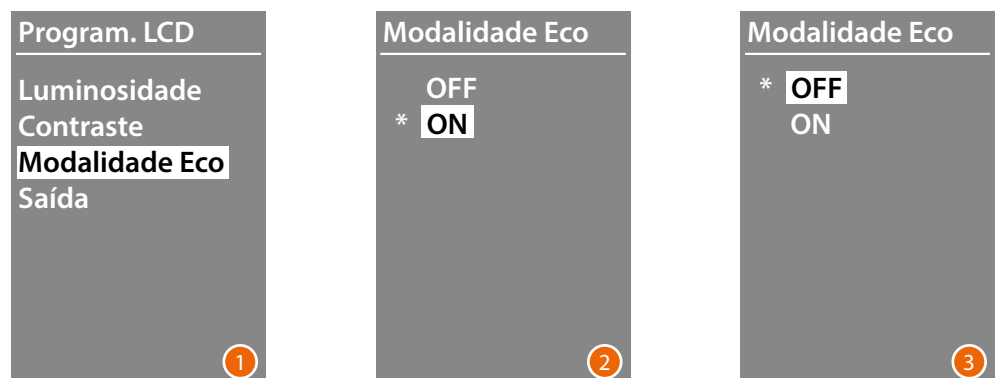 Program. LCD
Luminosidade
Contraste
Modalidade Eco
Saída
1
Modalidade Eco
OFF
* ON
2
Modalidade Eco
* OFF
ON
3